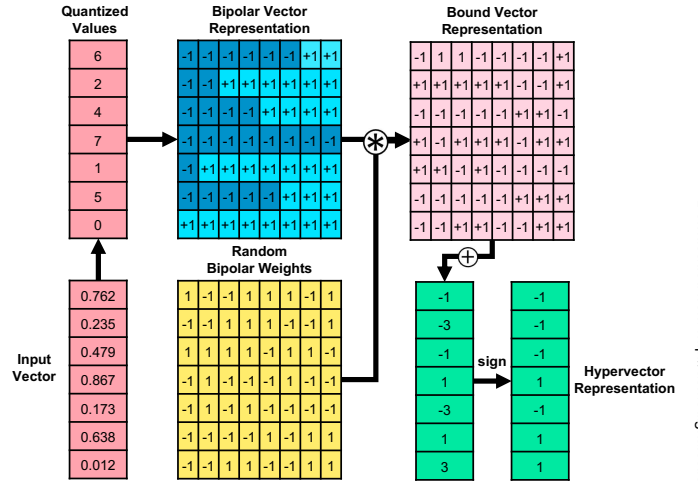 Quantized
Values
Bipolar Vector
Representation
Bound Vector
Representation
6
2
4
7
1
5
0
-1 -1 -1 -1 -1 -1 +1 +1
-1 -1 +1 +1 +1 +1 +1 +1
-1 -1 -1 -1 +1 +1 +1 +1
-1 -1 -1 -1 -1 -1 -1 -1
-1 +1 +1 +1 +1 +1 +1 +1
-1 -1 -1 -1 -1 +1 +1 +1
+1 +1 +1 +1 +1 +1 +1 +1
-1 1 1 -1 -1 -1 -1 +1
+1 +1 +1 +1 -1 -1 +1 -1
-1 -1 -1 -1 -1 +1 +1 -1
+1 -1 +1 -1 -1 +1 +1 +1
+1 +1 -1 +1 -1 -1 +1 -1
-1 -1 -1 -1 +1 +1 -1 +1
-1 -1 +1 +1 -1 -1 +1 +1
Random
Bipolar Weights
Input
Vector
0.762
0.235
0.479
0.867
0.173
0.638
0.012
1 -1 -1 1 1 1 -1 1
-1 -1 1 1 -1 -1 1 -1
1 1 1 1 -1 1 1 -1
-1 1 -1 1 1 -1 -1 -1
-1 1 -1 1 -1 -1 1 -1
1 1 1 1 -1 1 -1 1
-1 -1 1 1 -1 -1 1 1
-1
-3
-1
1
-3
1
3
sign
-1
-1
-1
1
-1
1
1
Hypervector
Representation